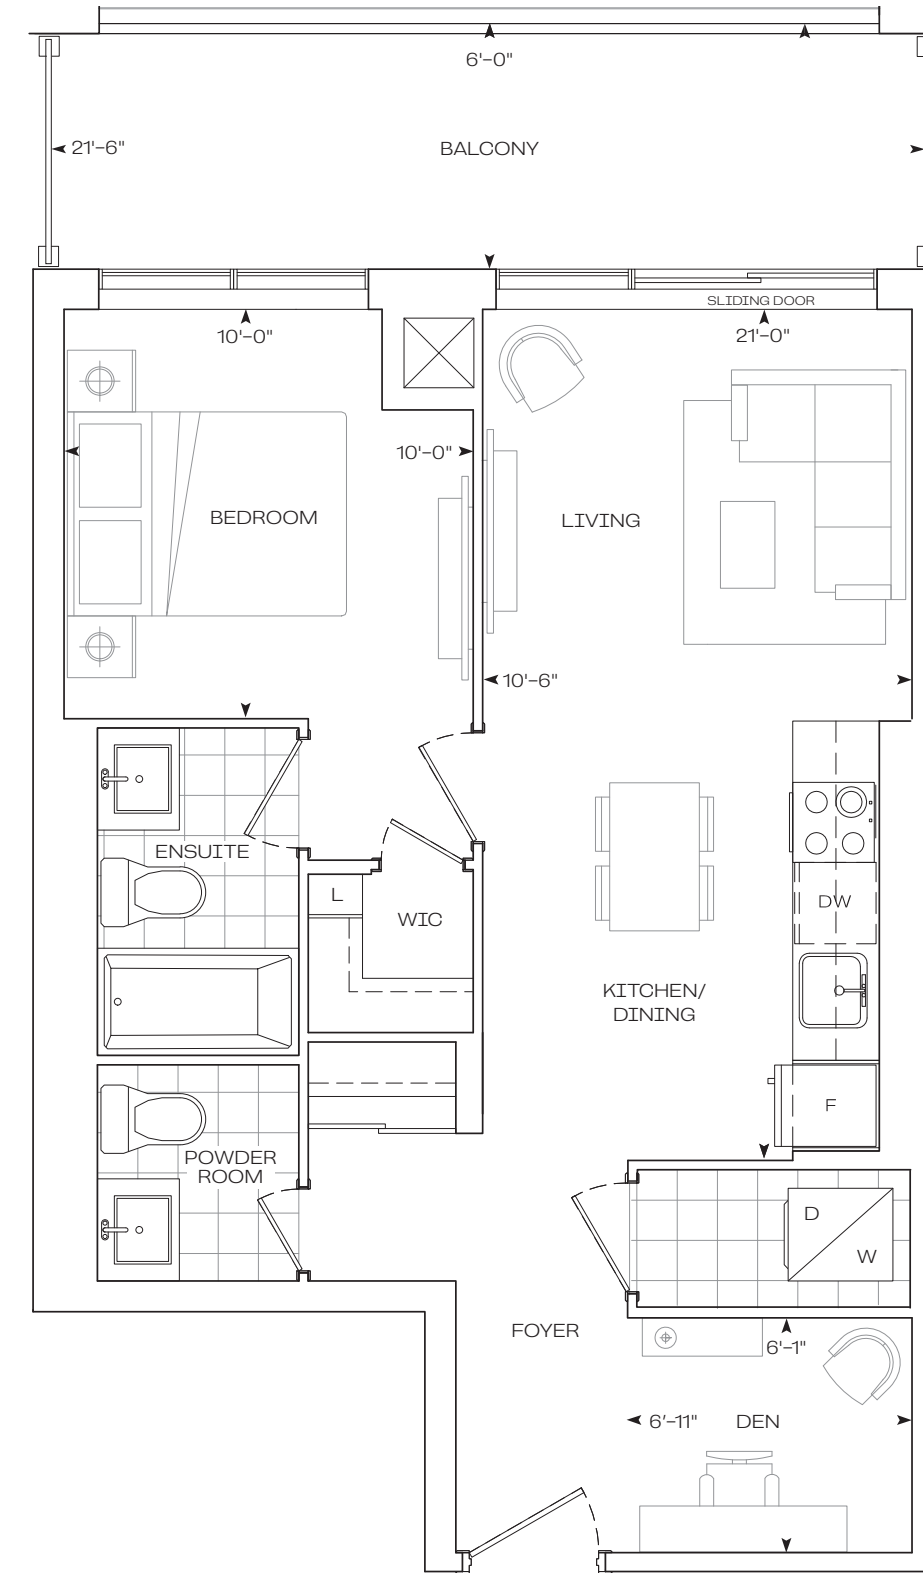 6'-0"
21'-6"
BALCONY
SLIDING DOOR
10'-0"
21'-0"
10'-0"
BEDROOM
LIVING
10'-6"
ENSUITE
L
WIC
DW
KITCHEN/
DINING
F
POWDER
ROOM
D
W
FOYER
6'-1"
6'-11"
DEN